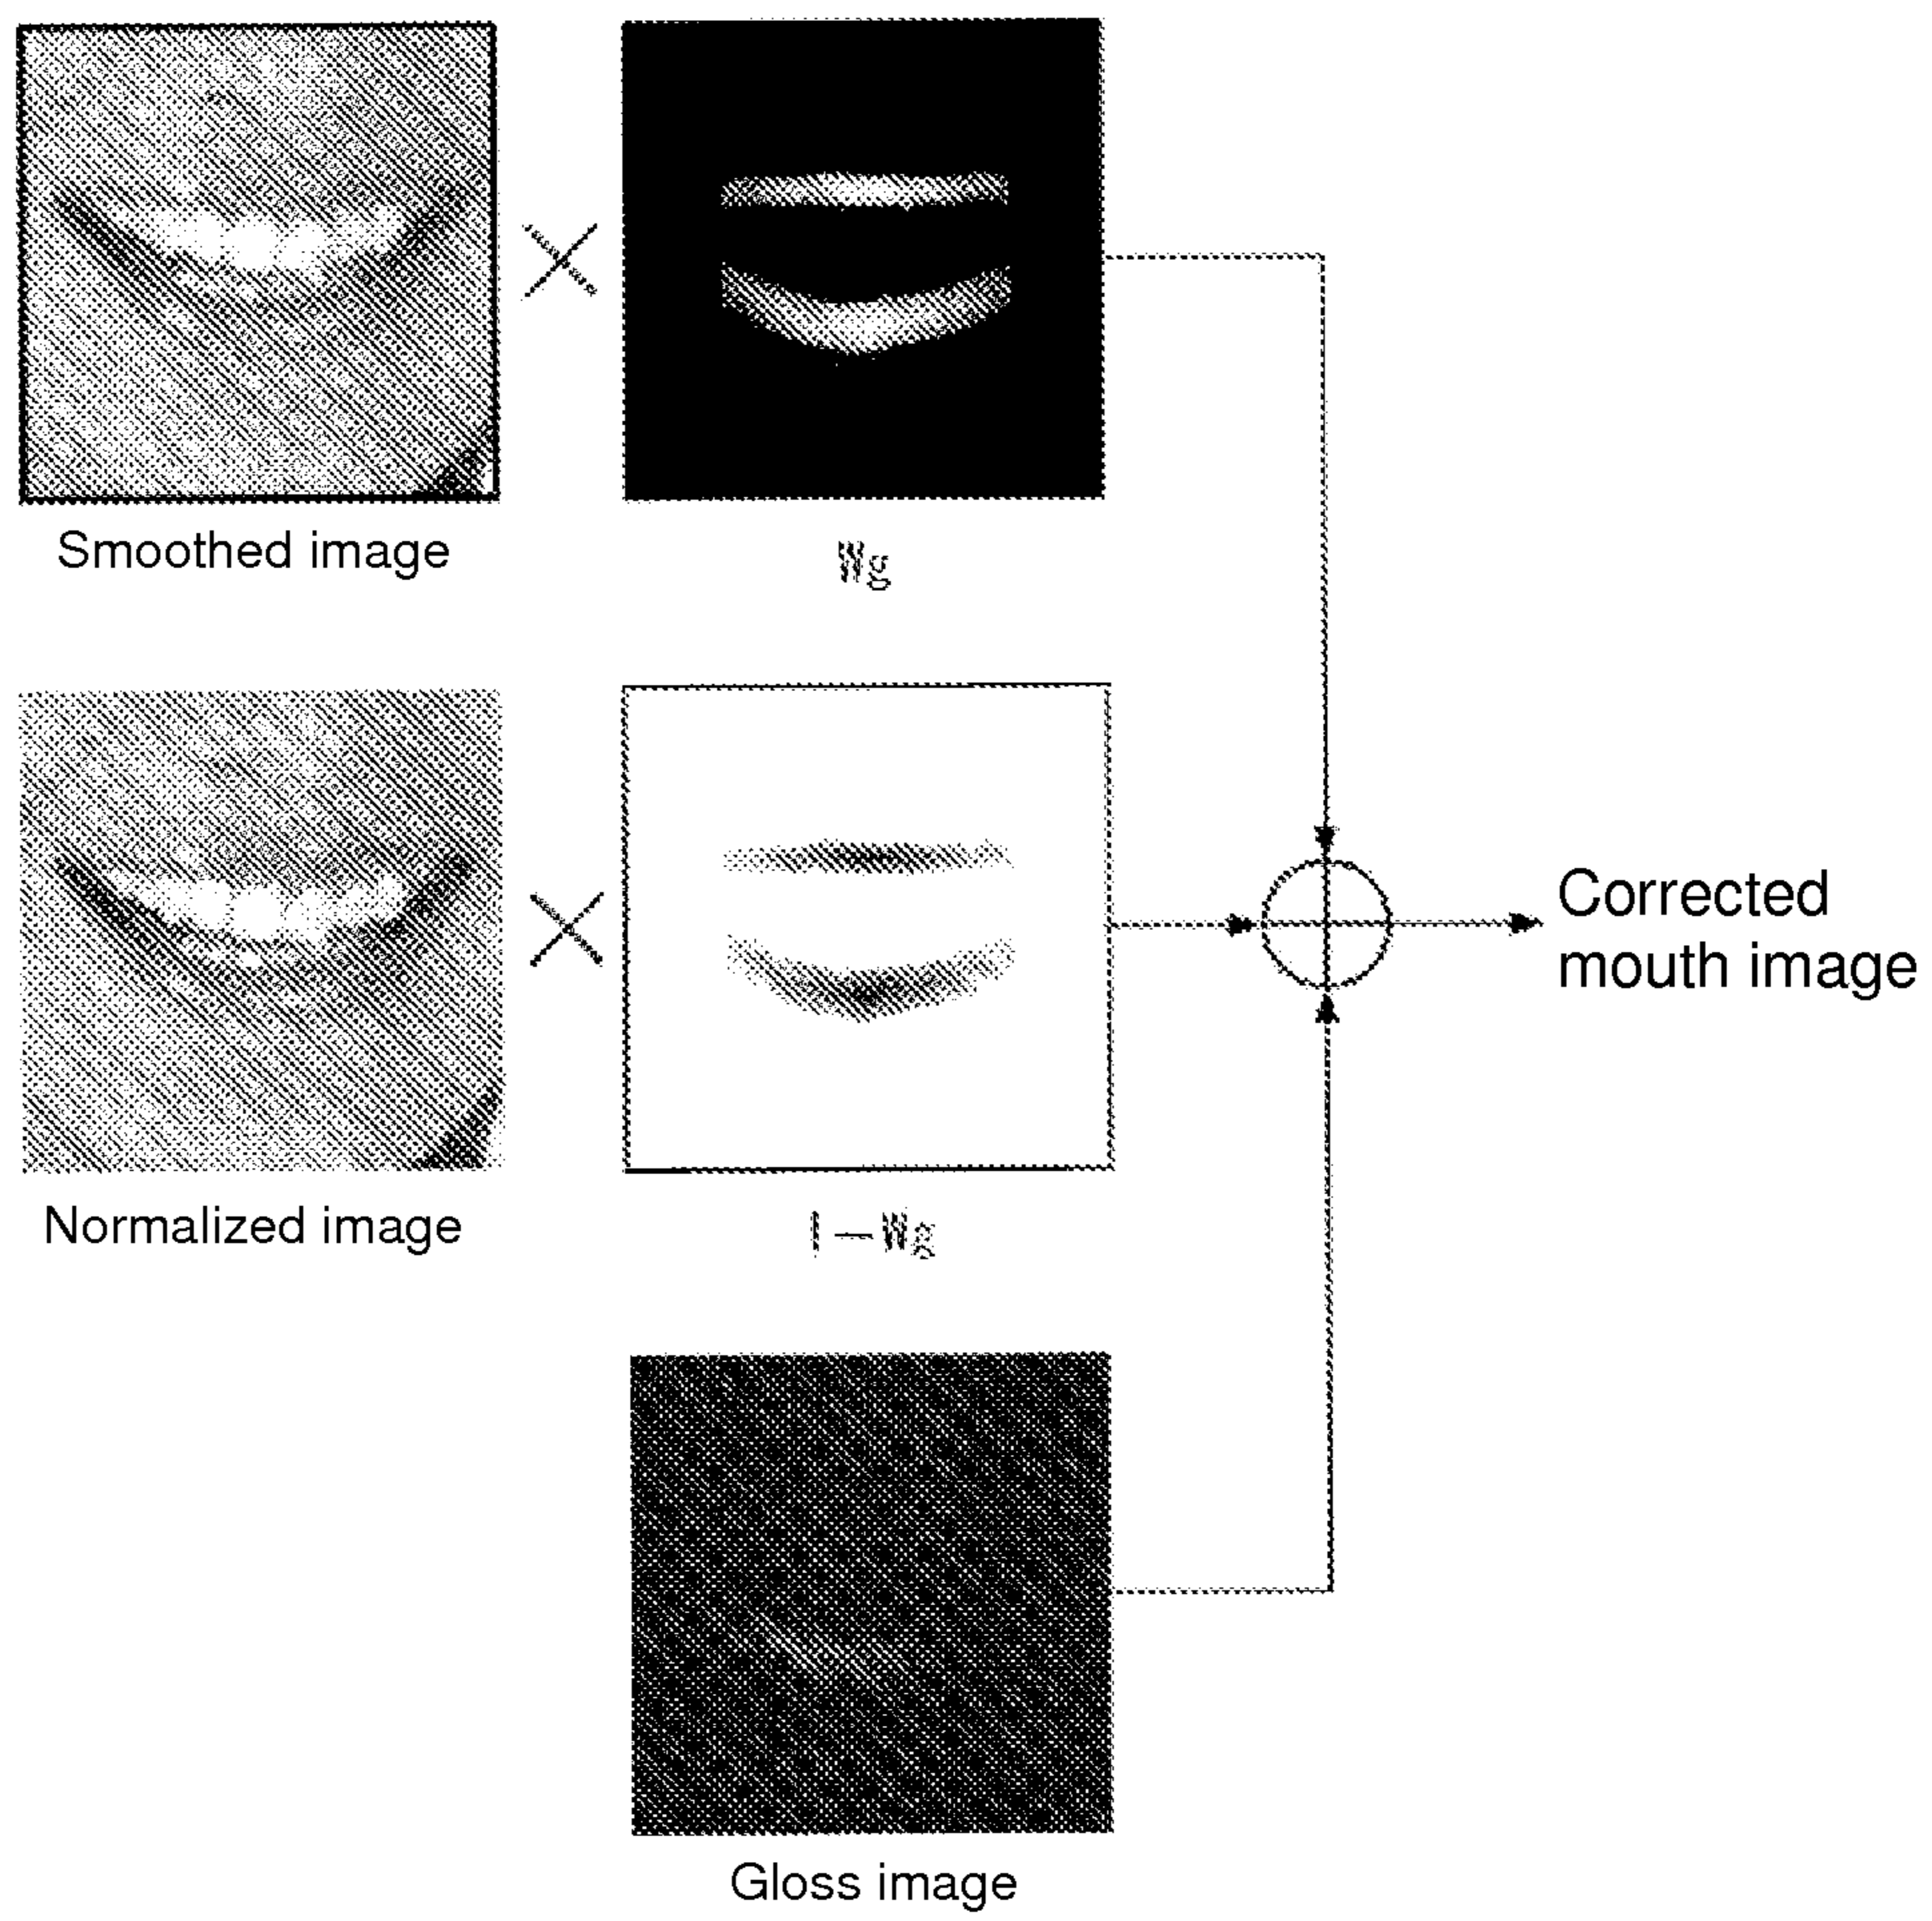 Smoothed image
Wg
Normalized image
1-Wg
Corrected
mouth image
Gloss image